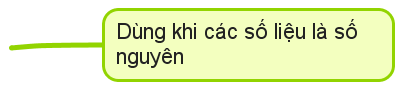 Dùng khi các số liệu là số
nguyên